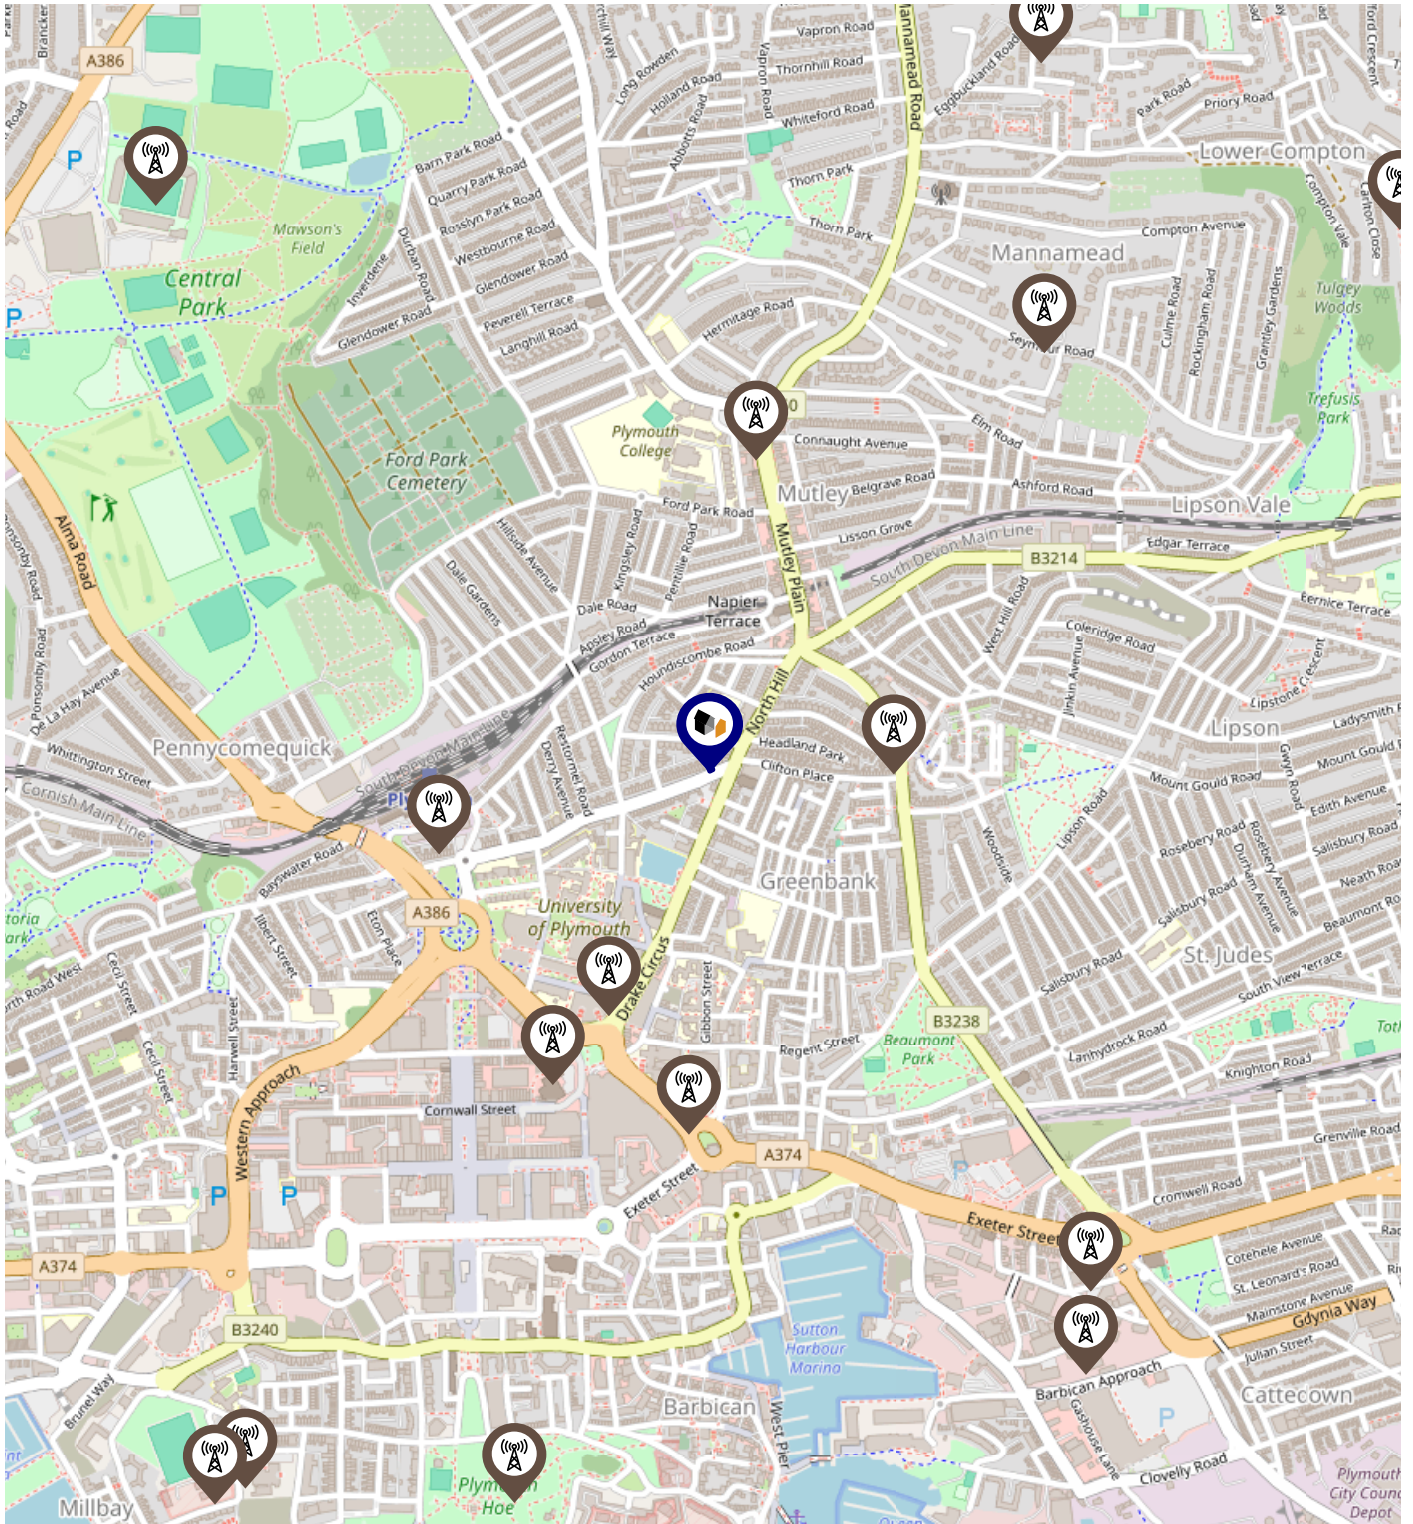 A386
Mannamead Road
Vapron Road
Thornhill Road
Long Rowden
Holland Road
Vapron Road
Abbotts Road
Whiteford Road
Eggbuckland Road
Park Road
Priory Road
Lower Compton
P
Barn Park Road
Quarry Park Road
Rosslyn Park Road
Westbourne Road
Glendower Road
Thorn Park
Thorn Park
Compton Vale
Carlton Close
Compton Avenue
Mannamead
Mawson's
Field
Central
Park
Durban Road
Inverdene
Peverell Terrace
Langhill Road
Glendower Road
Hermitage Road
Seymour Road
Culme Road
Rockingham Road
Grantley Gardens
Tulgey
Woods
P
Trefusis
Park
Plymouth
College
Connaught Avenue
Elm Road
Ford Park
Cemetery
Mutley
Belgrave Road
Ashford Road
Lipson Vale
Ford Park Road
Lisson Grove
South Devon Main Line
Edgar Terrace
B3214
Alma Road
Hillside Avenue
Kingsley Road
Pentillie Road
Mutley Plain
Dale Gardens
Dale Road
Napier
Terrace
Apsley Road
Gordon Terrace
Houndiscombe Road
West Hill Road
Coleridge Road
Jinkin Avenue
Ponsonby Road
De La Hay Avenue
Whittington Street
Pennycomequick
South Devon Main Line
Cornish Main Line
North Hill
Headland Park
Clifton Place
Lipson
Ladysmith Road
Mount Gould Road
Gwyn Road
Edith Avenue
Lipson Road
Restormel Road
Derry Avenue
Bayswater Road
Woodside
Rosebery Road
Rosebery Avenue
Durham Avenue
Salisbury Road
Greenbank
University
of Plymouth
A386
Ilbert Street
Eton Place
Cecil Street
Harwell Street
Cecil Street
Drake Circus
Gibbon Street
Regent Street
Beaumont
Park
B3238
Salisbury Road
St. Judes
South View Terrace
Lanhydrock Road
Knighton Road
Western Approach
Cornwall Street
Exeter Street
A374
Grenville Road
Cromwell Road
P
P
P
A374
Exeter Street
Cotehele Avenue
St. Leonard's Road
Mainstone Avenue
Gdynia Way
Julian Street
B3240
Sutton
Harbour
Marina
Barbican Approach
Gashouse Lane
Cattedown
P
Brunel Way
Barbican
West Pier
Clovelly Road
Hoe
Millbay
Plymouth
City Council
Depot